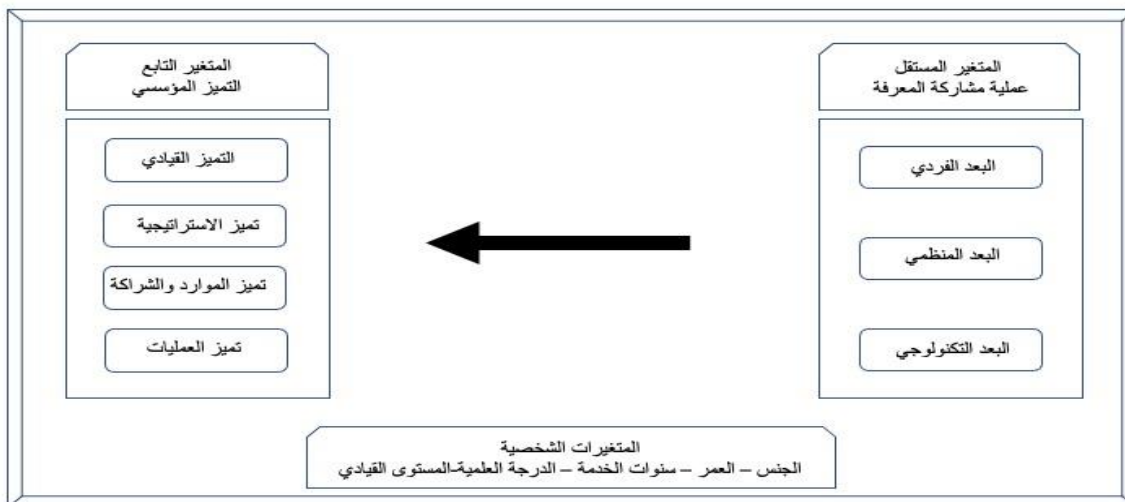 المتغير المستقل
عملية مشاركة المعرفة
البعد الفردي
البعد المنظمي
البعد التكنولوجي
المتغير التابع
التميز المؤسسي
التميز القيادي
تميز الاستراتيجية
تميز الموارد والشراكة
تميز العمليات
المتغيرات الشخصية
الجنس – العمر – سنوات الخدمة – الدرجة العلمية-المستوى القيادي